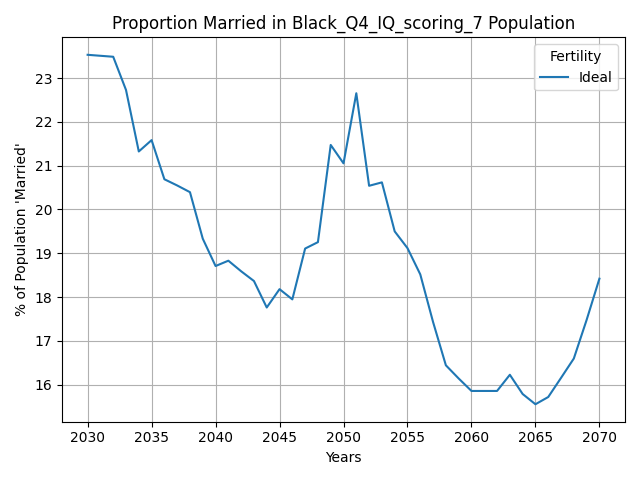 Proportion Married in Black_Q4_IQ_scoring_7 Population
Fertility
Ideal
% of Population 'Married'
23
22
21
20
19
18
17
16
2030 2035 2040 2045 2050 2055 2060 2065 2070
Years